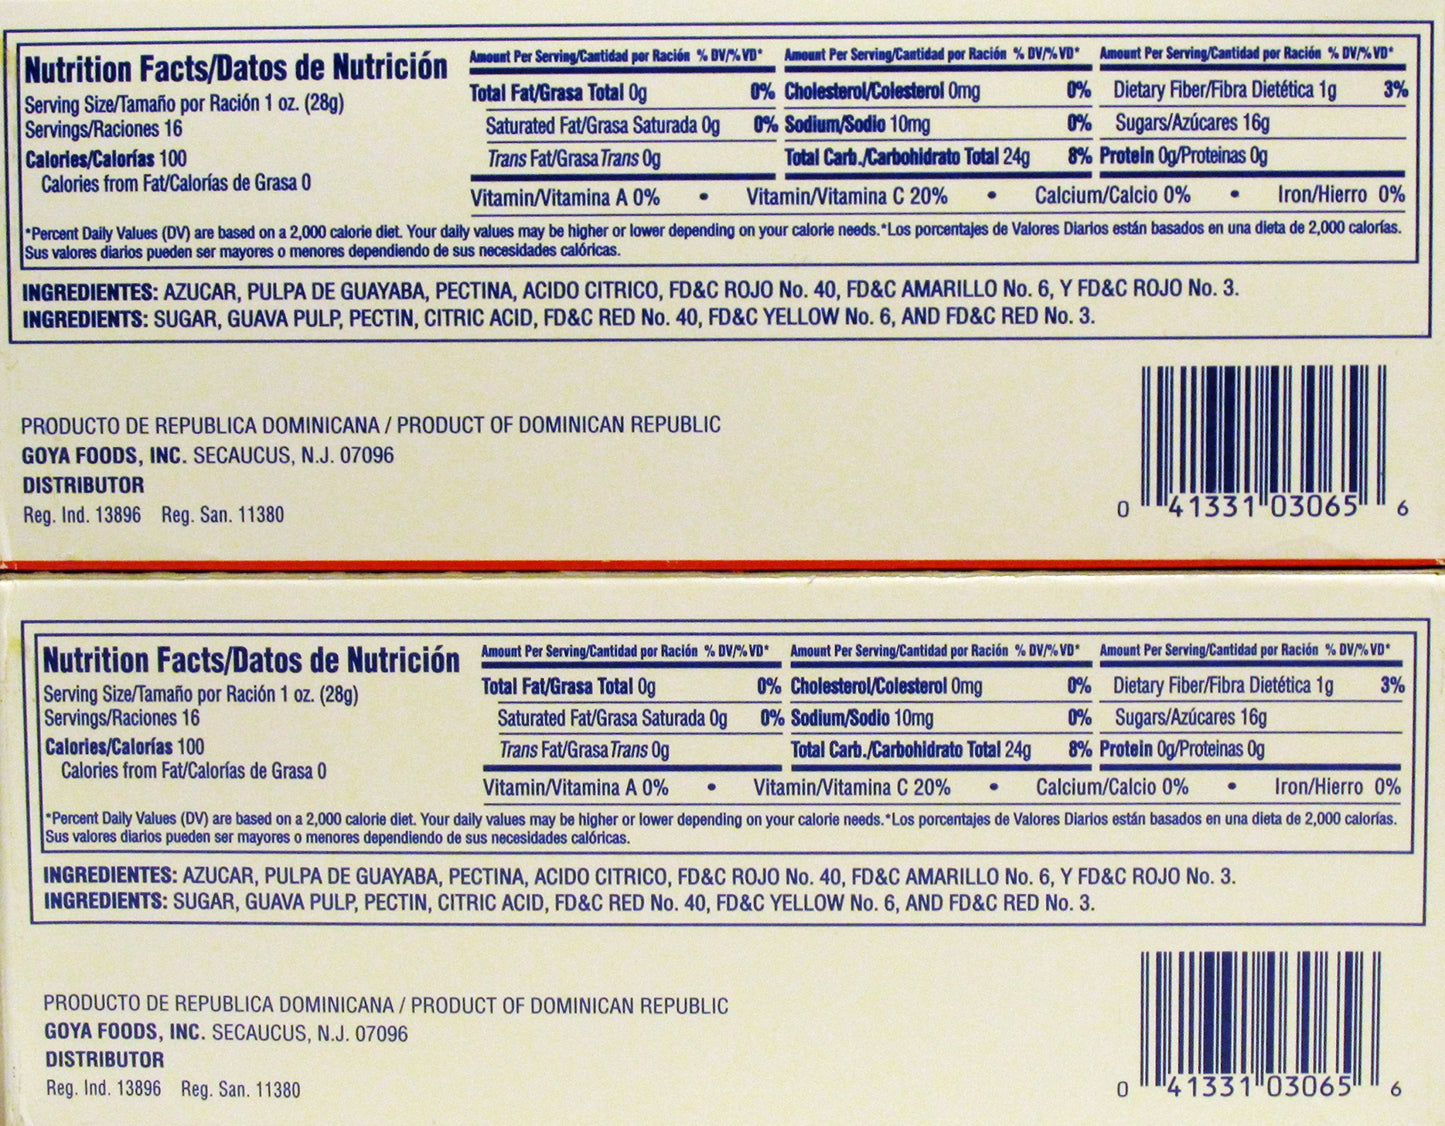 Nutrition Facts/Datos de Nutrición
Serving Size/Tamaño por Ración 1 oz. (28g)
Servings/Raciones 16
Calories/Calorías 100
Calories from Fat/Calorías de Grasa 0
Amount Per Serving/Cantidad por Ración % DV/% VD*
Total Fat/Grasa Total 0g 0%
Saturated Fat/Grasa Saturada 0g 0%
Trans Fat/Grasa Trans 0g
Amount Per Serving/Cantidad por Ración % DV/% VD*
Cholesterol/Colesterol 0mg 0%
Sodium/Sodio 10mg 0%
Total Carb./Carbohidrato Total 24g 8%
Amount Per Serving/Cantidad por Ración % DV/% VD*
Dietary Fiber/Fibra Dietética 1g 3%
Sugars/Azúcares 16g
Protein 0g/Proteinas 0g
Vitamin/Vitamina A 0% • Vitamin/Vitamina C 20% • Calcium/Calcio 0% • Iron/Hierro 0%
*Percent Daily Values (DV) are based on a 2,000 calorie diet. Your daily values may be higher or lower depending on your calorie needs.*Los porcentajes de Valores Diarios están basados en una dieta de 2,000 calorías.
Sus valores diarios pueden ser mayores o menores dependiendo de sus necesidades calóricas.
INGREDIENTES: AZUCAR, PULPA DE GUAYABA, PECTINA, ACIDO CITRICO, FD&C ROJO No. 40, FD&C AMARILLO No. 6, Y FD&C ROJO No. 3.
INGREDIENTS: SUGAR, GUAVA PULP, PECTIN, CITRIC ACID, FD&C RED No. 40, FD&C YELLOW No. 6, AND FD&C RED No. 3.
PRODUCTO DE REPUBLICA DOMINICANA / PRODUCT OF DOMINICAN REPUBLIC
GOYA FOODS, INC. SECAUCUS, N.J. 07096
DISTRIBUTOR
Reg. Ind. 13896 Reg. San. 11380
0 41331 03065 6
Nutrition Facts/Datos de Nutrición
Serving Size/Tamaño por Ración 1 oz. (28g)
Servings/Raciones 16
Calories/Calorías 100
Calories from Fat/Calorías de Grasa 0
Amount Per Serving/Cantidad por Ración % DV/% VD*
Total Fat/Grasa Total 0g 0%
Saturated Fat/Grasa Saturada 0g 0%
Trans Fat/Grasa Trans 0g
Amount Per Serving/Cantidad por Ración % DV/% VD*
Cholesterol/Colesterol 0mg 0%
Sodium/Sodio 10mg 0%
Total Carb./Carbohidrato Total 24g 8%
Amount Per Serving/Cantidad por Ración % DV/% VD*
Dietary Fiber/Fibra Dietética 1g 3%
Sugars/Azúcares 16g
Protein 0g/Proteinas 0g
Vitamin/Vitamina A 0% • Vitamin/Vitamina C 20% • Calcium/Calcio 0% • Iron/Hierro 0%
*Percent Daily Values (DV) are based on a 2,000 calorie diet. Your daily values may be higher or lower depending on your calorie needs.*Los porcentajes de Valores Diarios están basados en una dieta de 2,000 calorías.
Sus valores diarios pueden ser mayores o menores dependiendo de sus necesidades calóricas.
INGREDIENTES: AZUCAR, PULPA DE GUAYABA, PECTINA, ACIDO CITRICO, FD&C ROJO No. 40, FD&C AMARILLO No. 6, Y FD&C ROJO No. 3.
INGREDIENTS: SUGAR, GUAVA PULP, PECTIN, CITRIC ACID, FD&C RED No. 40, FD&C YELLOW No. 6, AND FD&C RED No. 3.
PRODUCTO DE REPUBLICA DOMINICANA / PRODUCT OF DOMINICAN REPUBLIC
GOYA FOODS, INC. SECAUCUS, N.J. 07096
DISTRIBUTOR
Reg. Ind. 13896 Reg. San. 11380
0 41331 03065 6